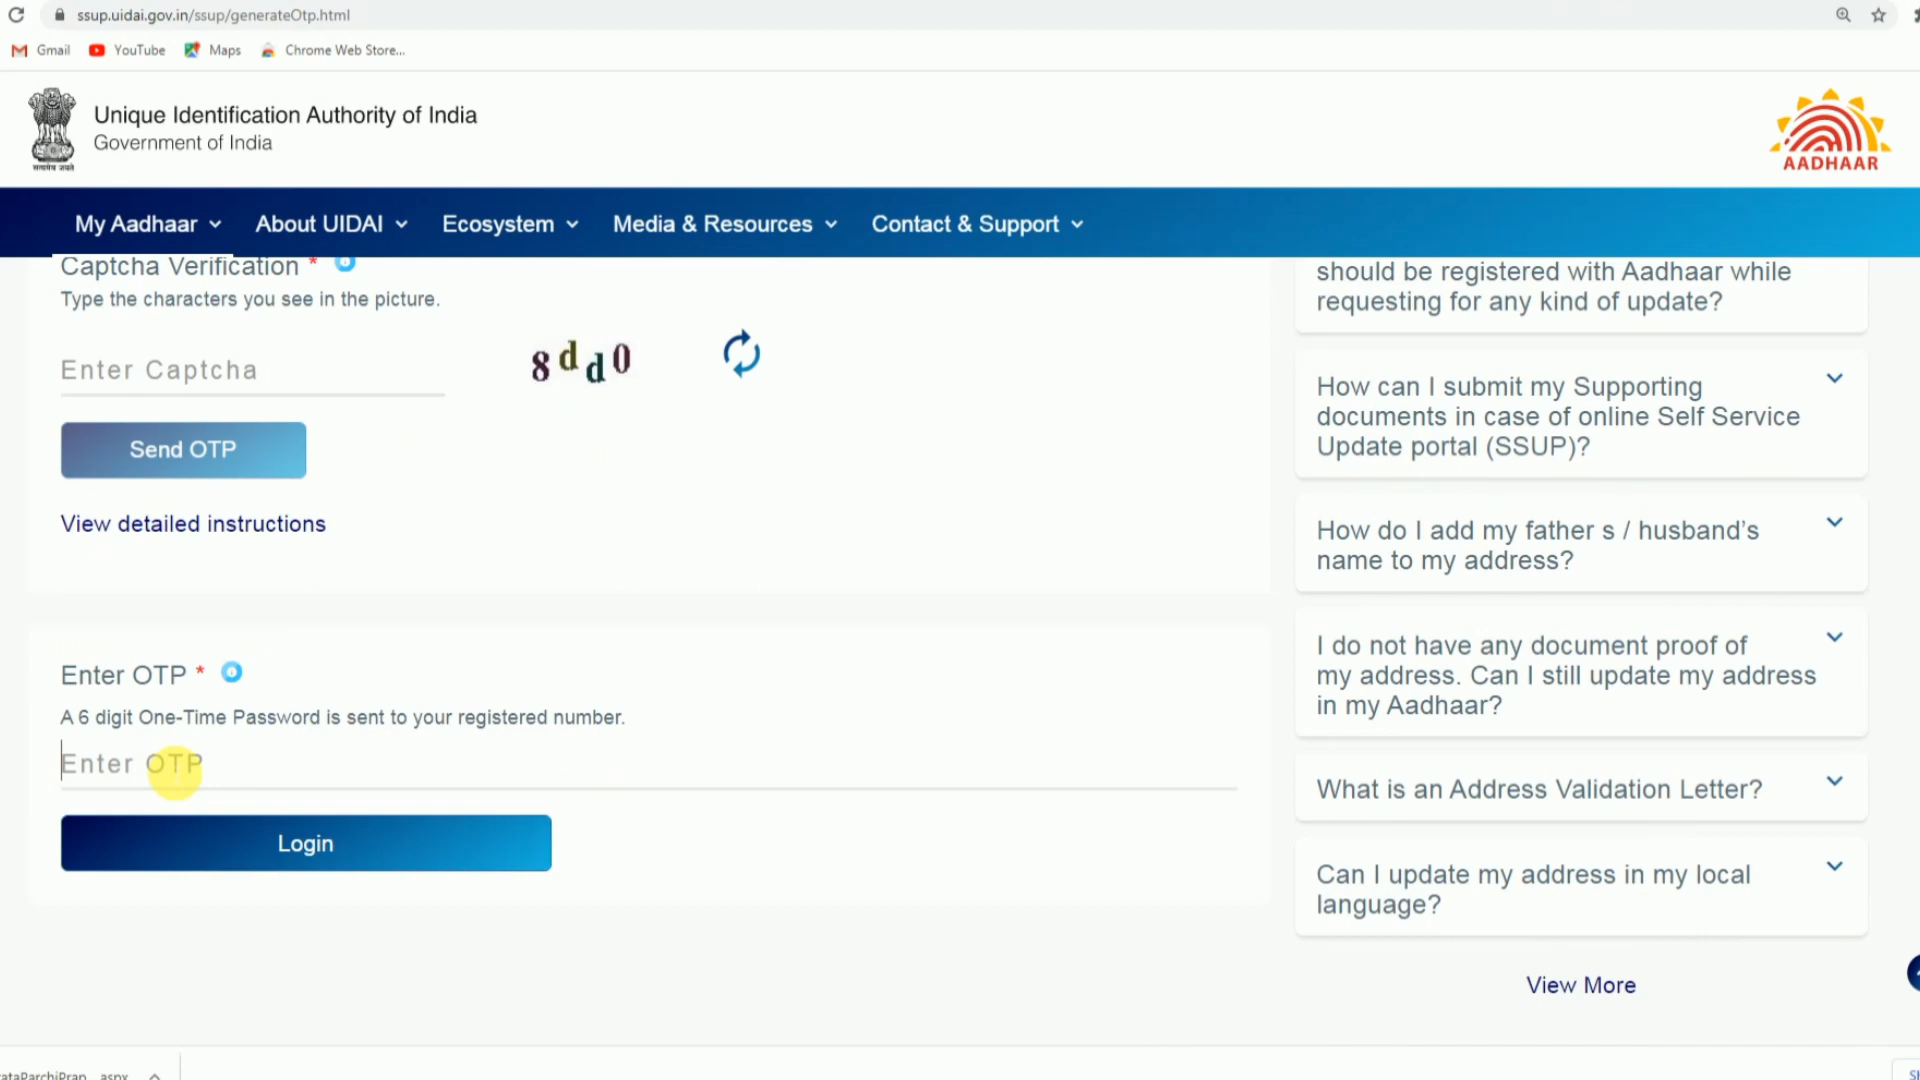 ssup.uidai.gov.in/ssup/generateOtp.html
Gmail YouTube Maps Chrome Web Store...
Unique Identification Authority of India
Government of India
सत्यमेव जयते
AADHAAR
My Aadhaar About UIDAI Ecosystem Media & Resources Contact & Support
Captcha Verification *
Type the characters you see in the picture.
Enter Captcha
8dd0
Send OTP
View detailed instructions
Enter OTP *
A 6 digit One-Time Password is sent to your registered number.
Enter OTP
Login
should be registered with Aadhaar while
requesting for any kind of update?
How can I submit my Supporting
documents in case of online Self Service
Update portal (SSUP)?
How do I add my father s / husband’s
name to my address?
I do not have any document proof of
my address. Can I still update my address
in my Aadhaar?
What is an Address Validation Letter?
Can I update my address in my local
language?
View More